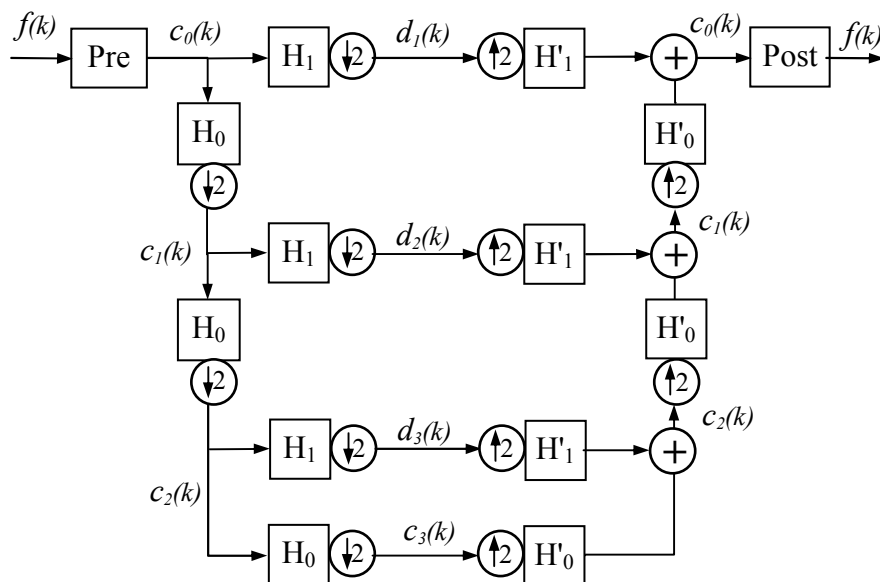 f(k) Pre c₀(k) H₁ ↓2 d₁(k) ↑2 H'₁ + c₀(k) Post f(k)
H₀ H'₀
↓2 ↑2
c₁(k) H₁ ↓2 d₂(k) ↑2 H'₁ + c₁(k)
H₀ H'₀
↓2 ↑2
c₂(k) H₁ ↓2 d₃(k) ↑2 H'₁ + c₂(k)
H₀ ↓2 c₃(k) ↑2 H'₀